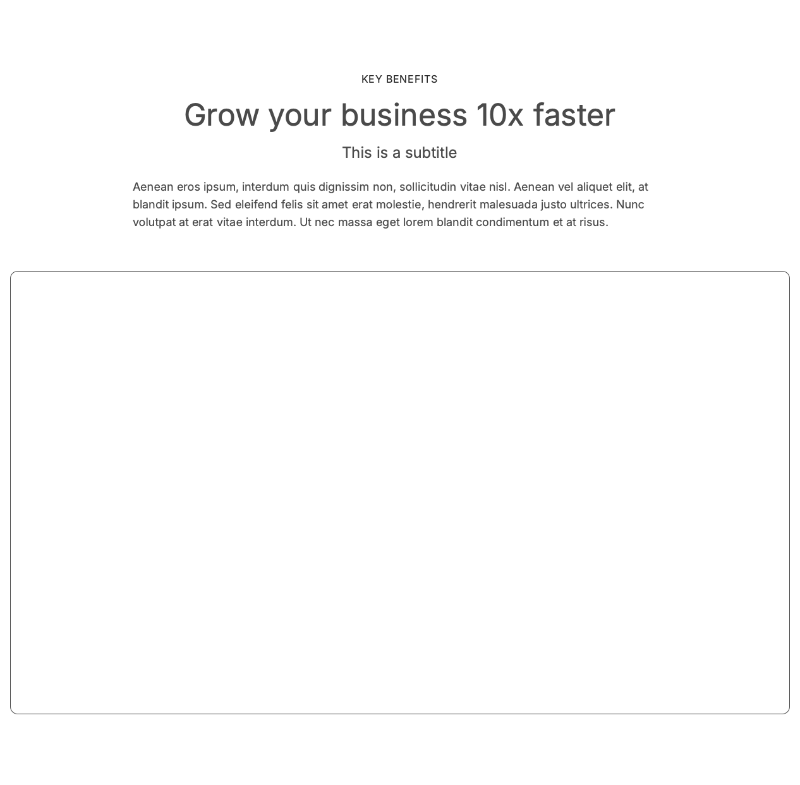 KEY BENEFITS
Grow your business 10x faster
This is a subtitle
Aenean eros ipsum, interdum quis dignissim non, sollicitudin vitae nisl. Aenean vel aliquet elit, at
blandit ipsum. Sed eleifend felis sit amet erat molestie, hendrerit malesuada justo ultrices. Nunc
volutpat at erat vitae interdum. Ut nec massa eget lorem blandit condimentum et at risus.